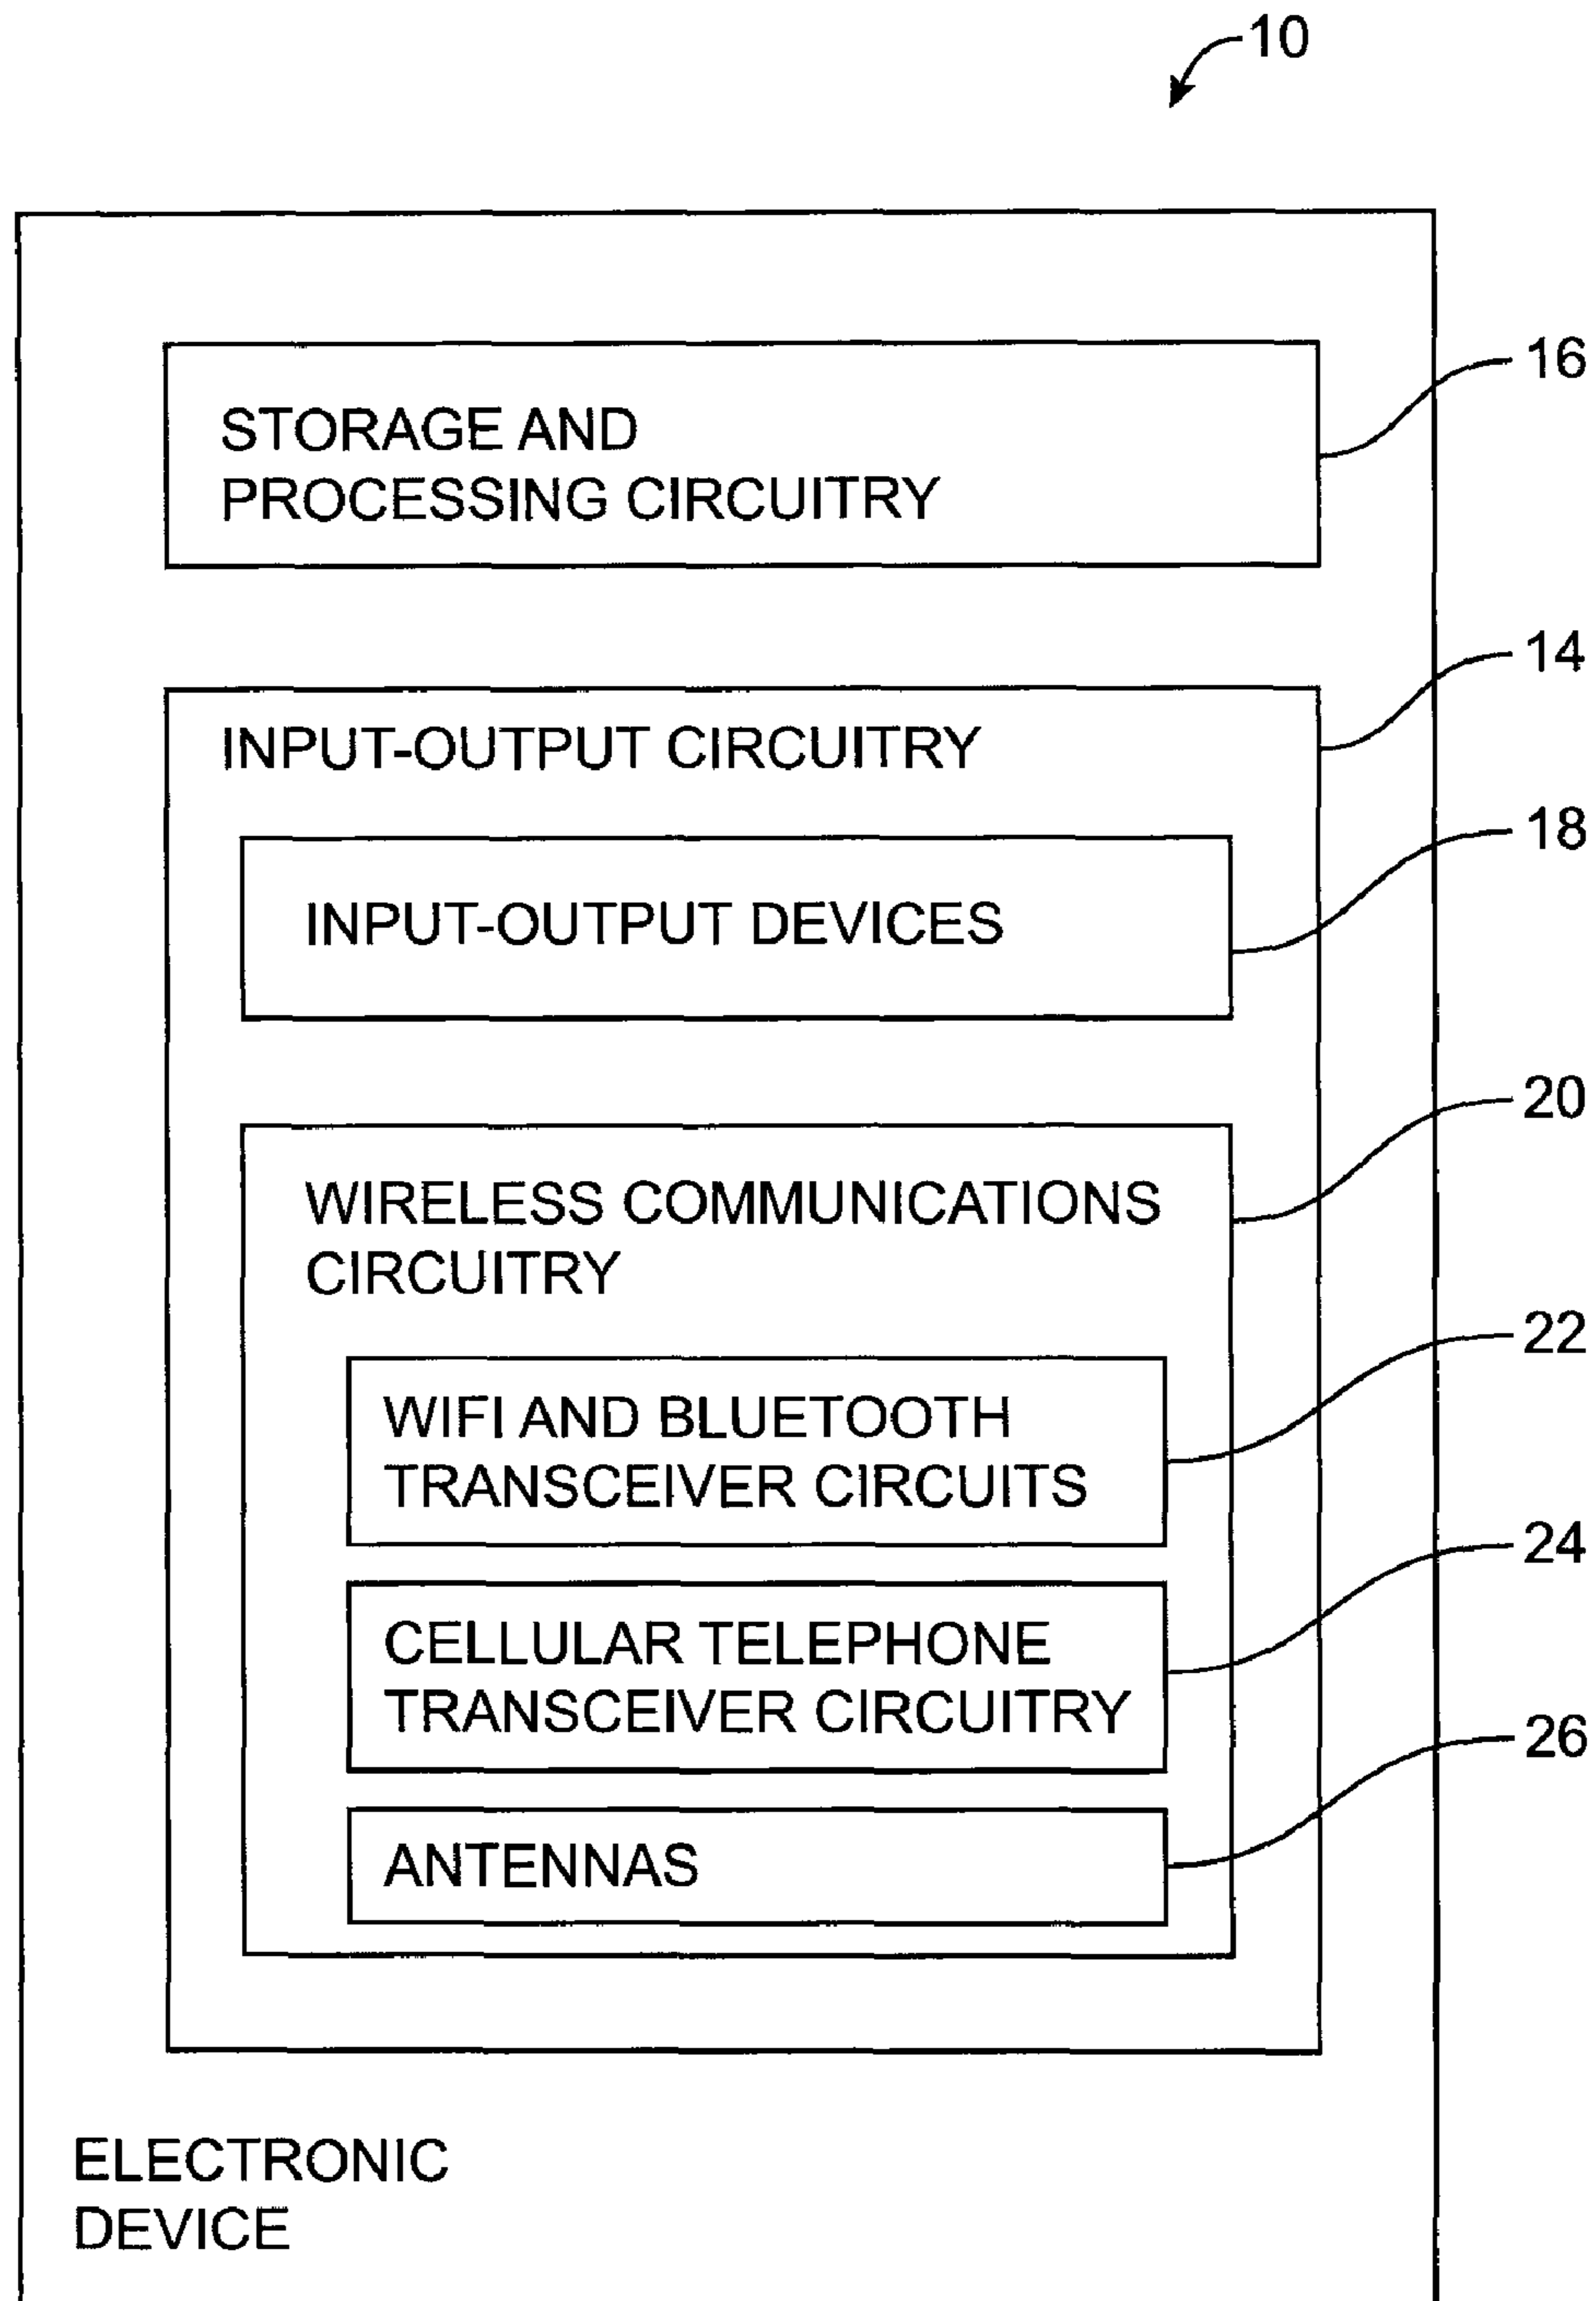 10
STORAGE AND
PROCESSING CIRCUITRY
16
14
INPUT-OUTPUT CIRCUITRY
18
INPUT-OUTPUT DEVICES
20
WIRELESS COMMUNICATIONS
CIRCUITRY
22
WIFI AND BLUETOOTH
TRANSCEIVER CIRCUITS
24
CELLULAR TELEPHONE
TRANSCEIVER CIRCUITRY
26
ANTENNAS
ELECTRONIC
DEVICE